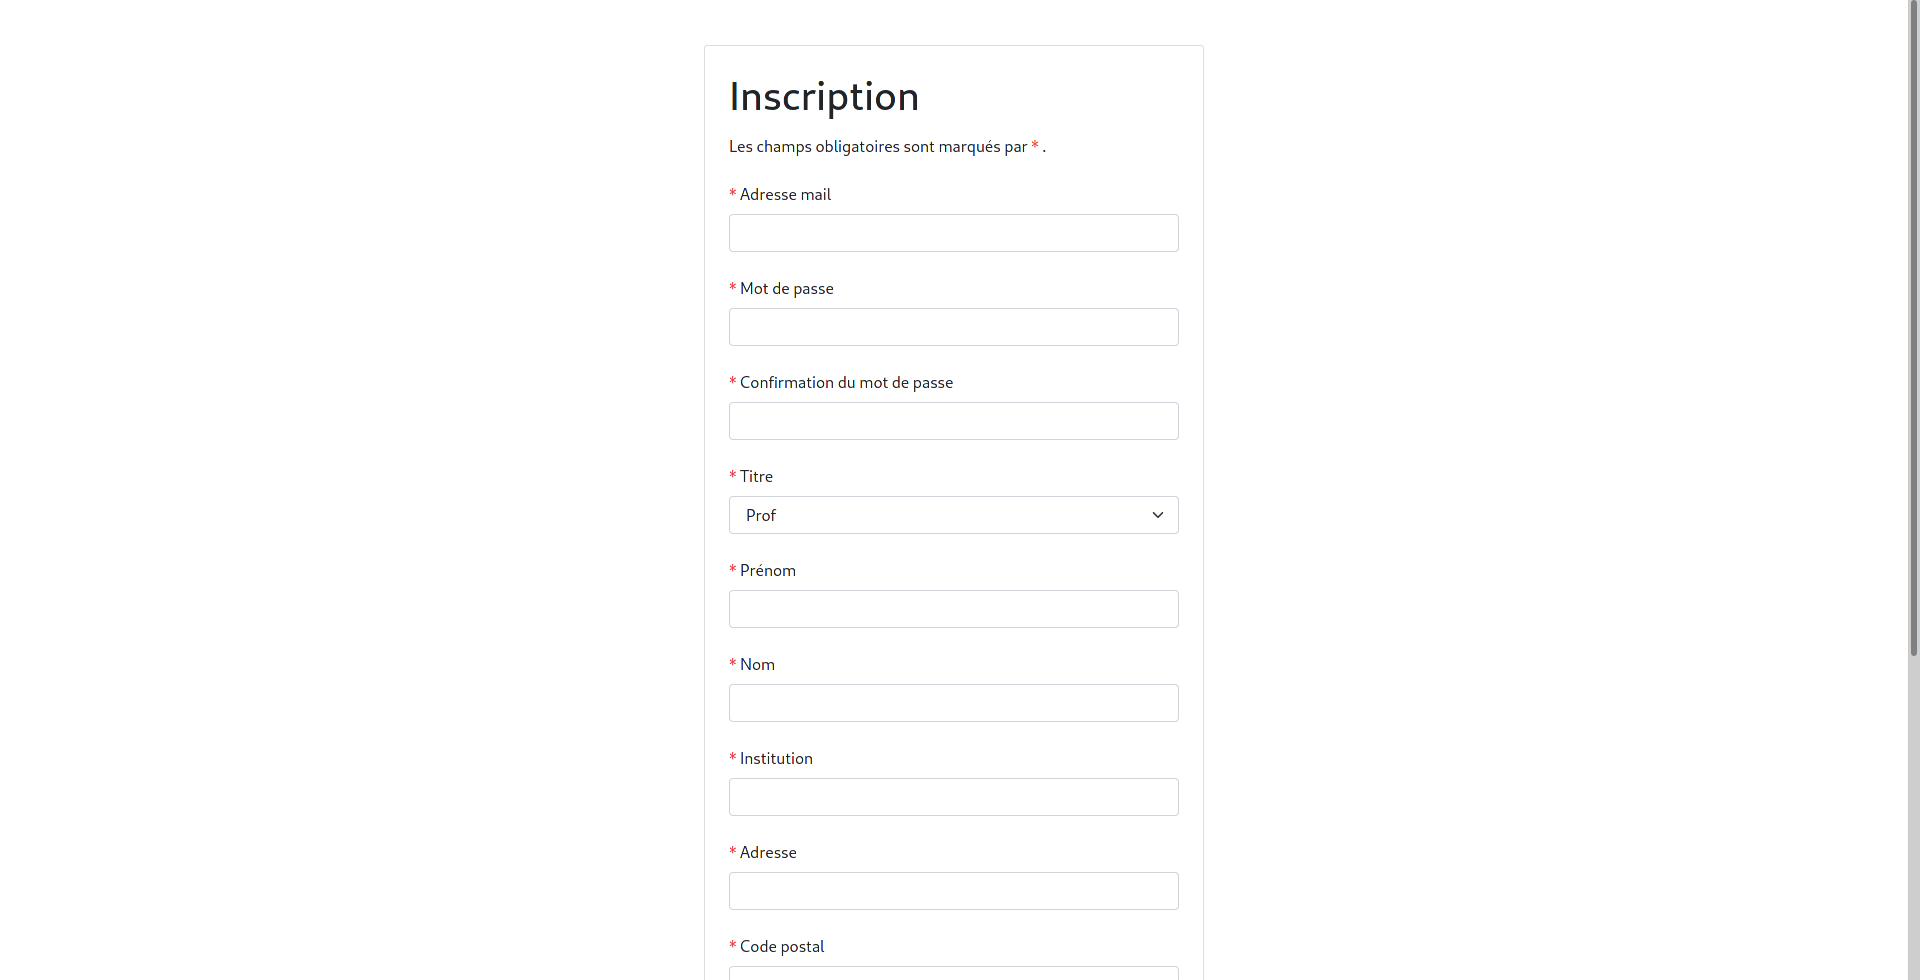 Inscription
Les champs obligatoires sont marqués par * .
* Adresse mail
* Mot de passe
* Confirmation du mot de passe
* Titre
Prof
* Prénom
* Nom
* Institution
* Adresse
* Code postal